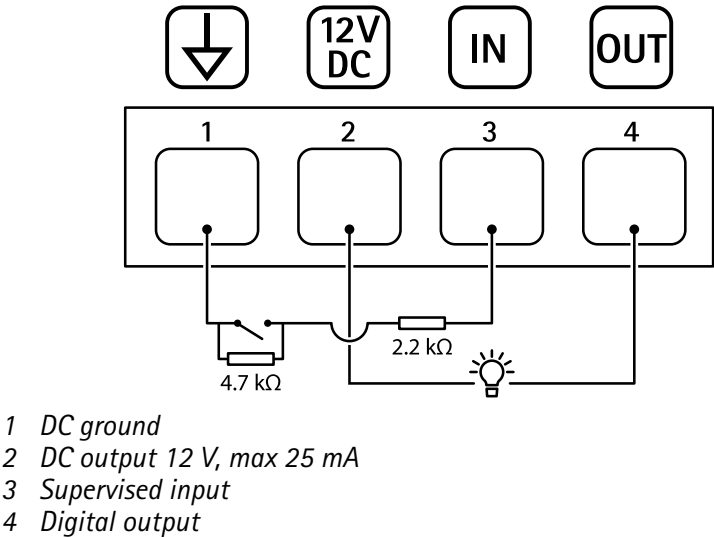 12V
DC
IN
OUT
1
2
3
4
2.2 kΩ
4.7 kΩ
1 DC ground
2 DC output 12 V, max 25 mA
3 Supervised input
4 Digital output